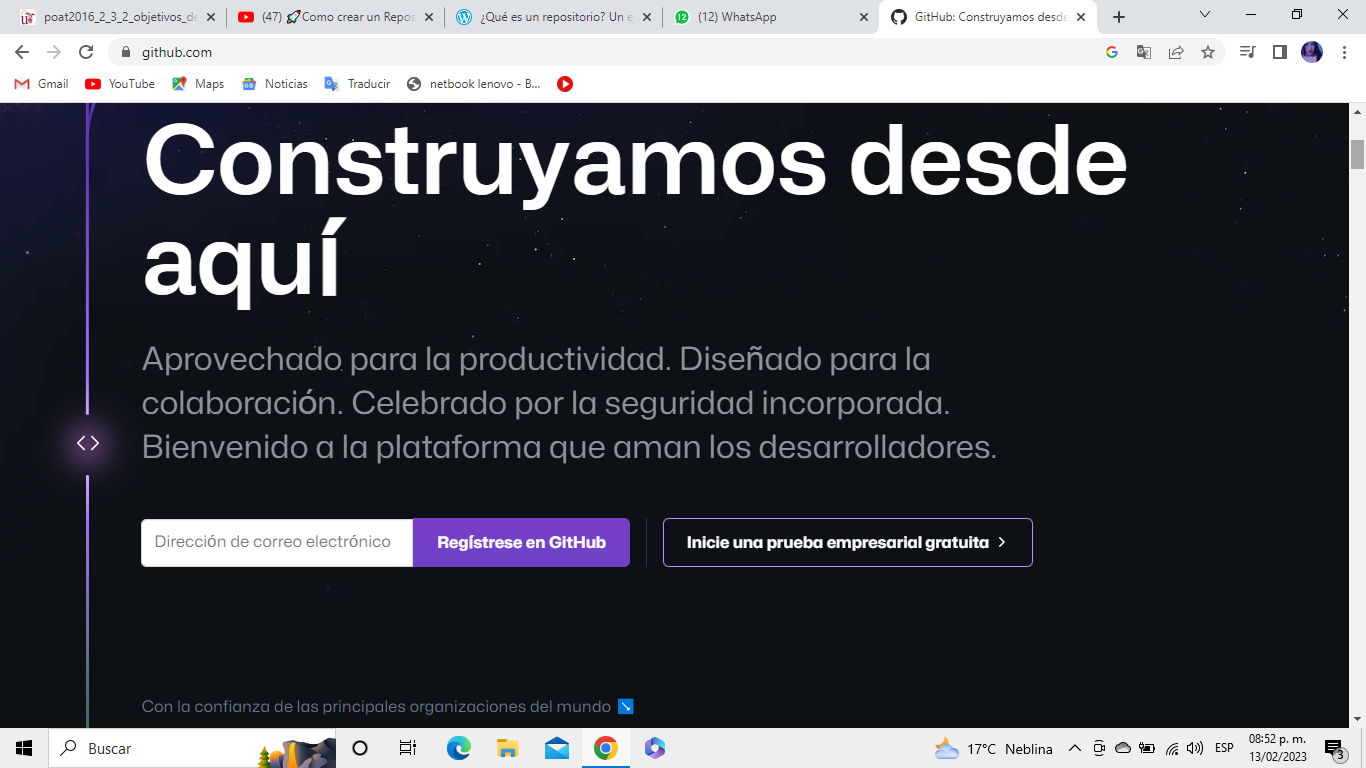 poat2016_2_3_2_objetivos_de
(47) 🚀Como crear un Repos
¿Qué es un repositorio? Un e
(12) WhatsApp
GitHub: Construyamos desde
github.com
Gmail
YouTube
Maps
Noticias
Traducir
netbook lenovo - B...
Construyamos desde
aquí
Aprovechado para la productividad. Diseñado para la
colaboración. Celebrado por la seguridad incorporada.
Bienvenido a la plataforma que aman los desarrolladores.
Dirección de correo electrónico
Regístrese en GitHub
Inicie una prueba empresarial gratuita
Con la confianza de las principales organizaciones del mundo ↘
Buscar
17°C Neblina
ESP
08:52 p. m.
13/02/2023
3